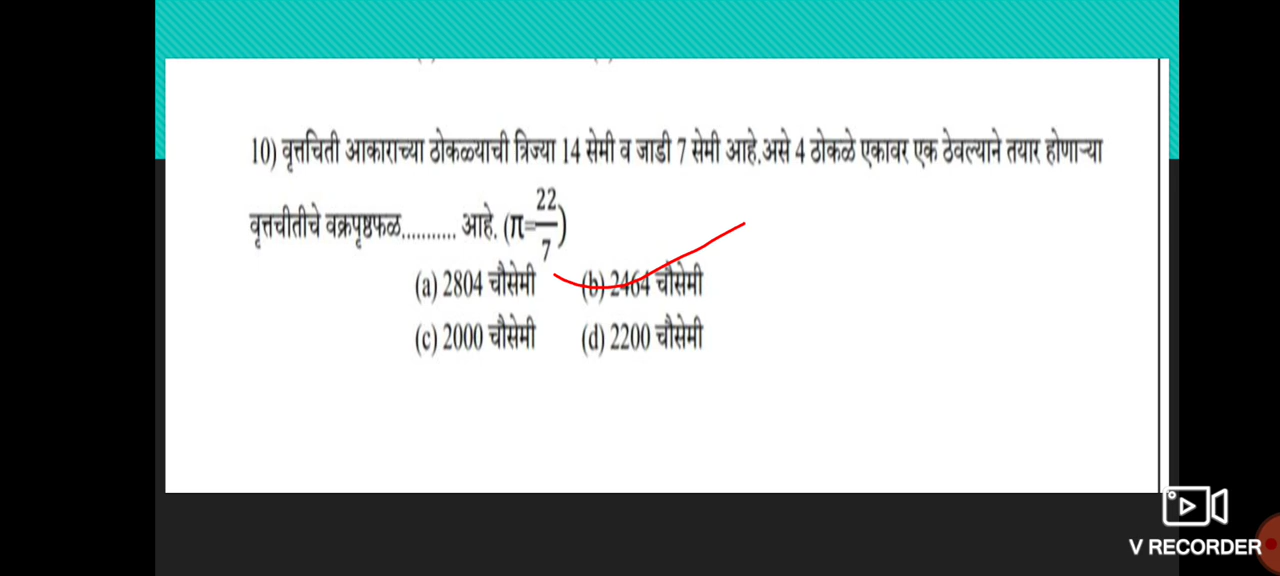 10) वृत्तचिती आकाराच्या ठोकळ्याची त्रिज्या 14 सेमी व जाडी 7 सेमी आहे.असे 4 ठोकळे एकावर एक ठेवल्याने तयार होणाऱ्या
वृत्तचीतीचे वक्रपृष्ठफळ........... आहे. (π=22/7)
(a) 2804 चौसेमी (b) 2464 चौसेमी
(c) 2000 चौसेमी (d) 2200 चौसेमी
V RECORDER